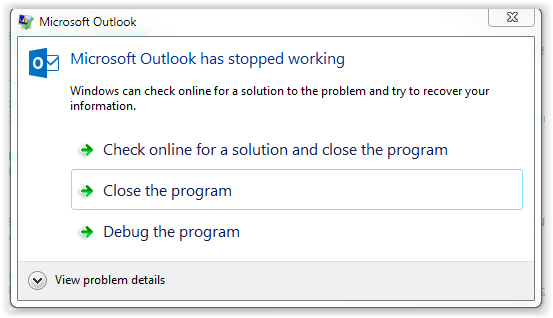 Microsoft Outlook
Microsoft Outlook has stopped working
Windows can check online for a solution to the problem and try to recover your
information.
Check online for a solution and close the program
Close the program
Debug the program
View problem details